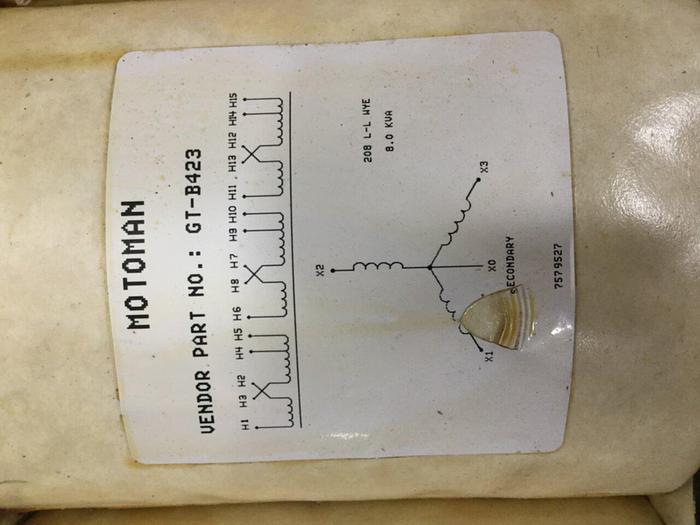 MOTOMAN
VENDOR PART NO.: GT-B423
H1 H3 H2 H4 H5 H6 H8 H7 H9 H10 H11 H13 H12 H14 H15
208 L-L WYE
8.0 KVA
X2
X3
X0
X1
SECONDARY
7579527